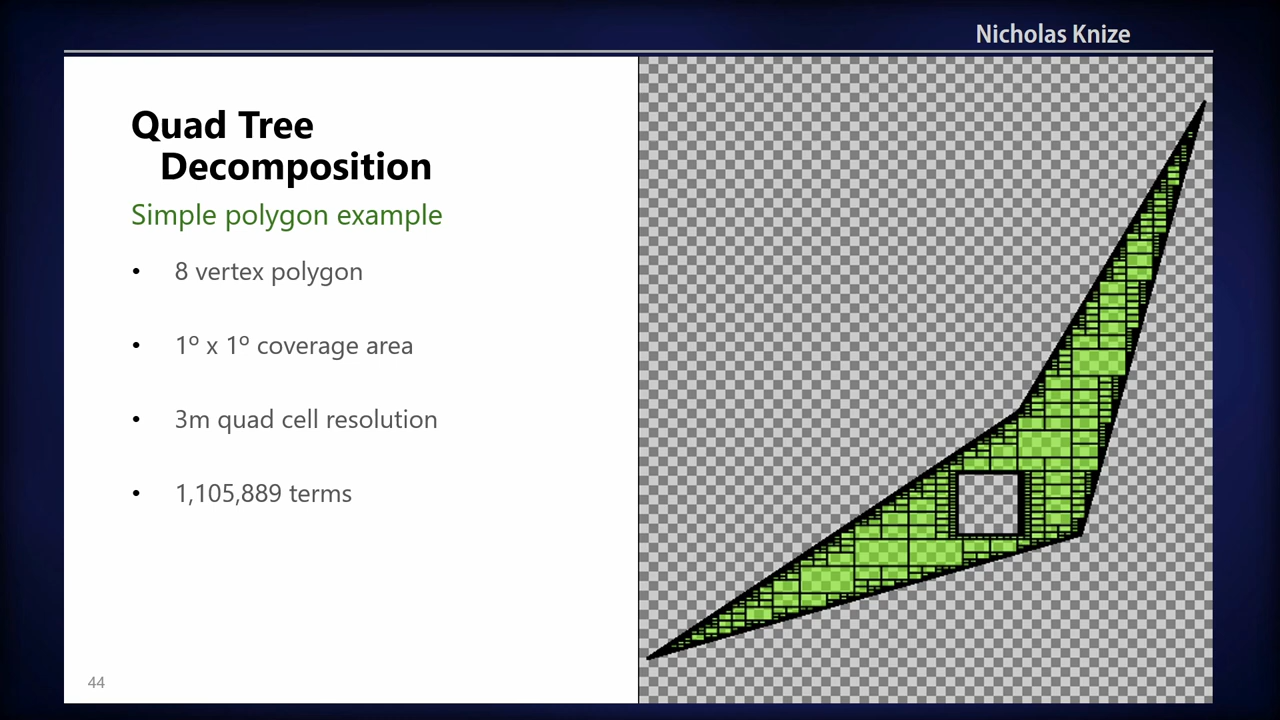 Nicholas Knize
Quad Tree
Decomposition
Simple polygon example
• 8 vertex polygon
• 1º x 1º coverage area
• 3m quad cell resolution
• 1,105,889 terms
44